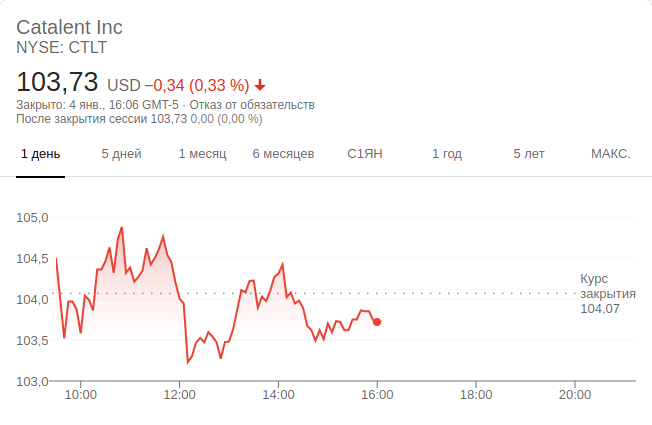 Catalent Inc
NYSE: CTLT
103,73 USD −0,34 (0,33 %)
Закрыто: 4 янв., 16:06 GMT-5 · Отказ от обязательств
После закрытия сессии 103,73 0,00 (0,00 %)
1 день 5 дней 1 месяц 6 месяцев С1ЯН 1 год 5 лет МАКС.
105,0
104,5
104,0
103,5
103,0
Курс
закрытия
104,07
10:00 12:00 14:00 16:00 18:00 20:00